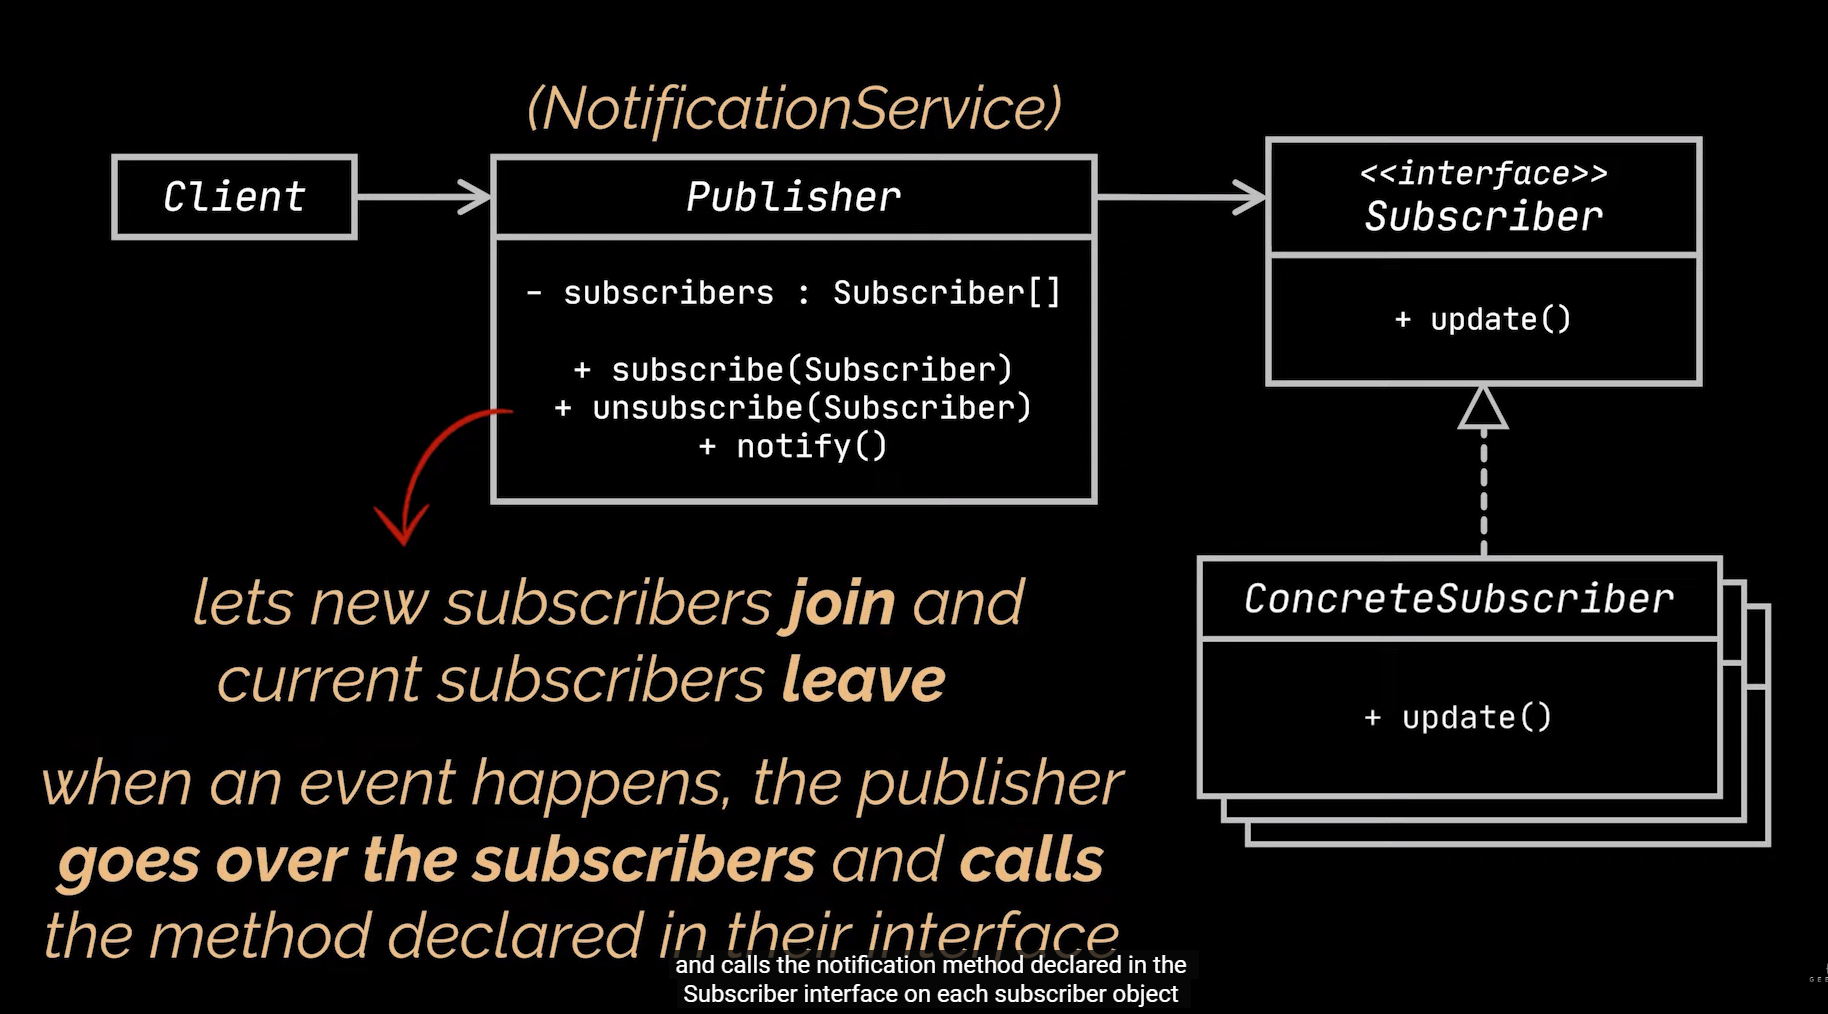 (NotificationService)
Client
Publisher
- subscribers : Subscriber[]
+ subscribe(Subscriber)
+ unsubscribe(Subscriber)
+ notify()
<<interface>>
Subscriber
+ update()
ConcreteSubscriber
+ update()
lets new subscribers join and
current subscribers leave
when an event happens, the publisher
goes over the subscribers and calls
the method declared in their interface
and calls the notification method declared in the
Subscriber interface on each subscriber object